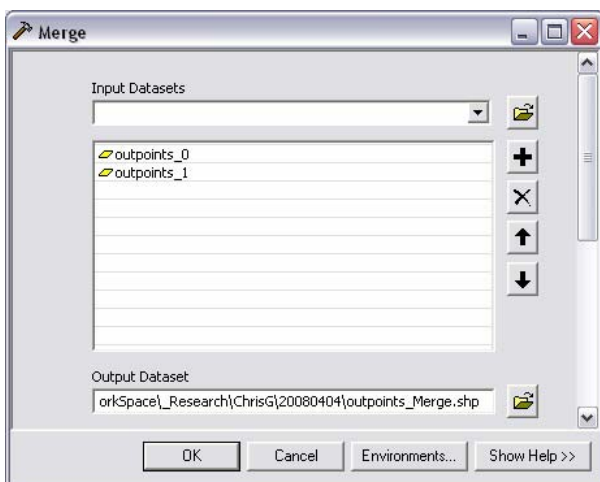 Merge
Input Datasets
outpoints_0
outpoints_1
Output Dataset
orkSpace\_Research\ChrisG\20080404\outpoints_Merge.shp
OK
Cancel
Environments...
Show Help >>